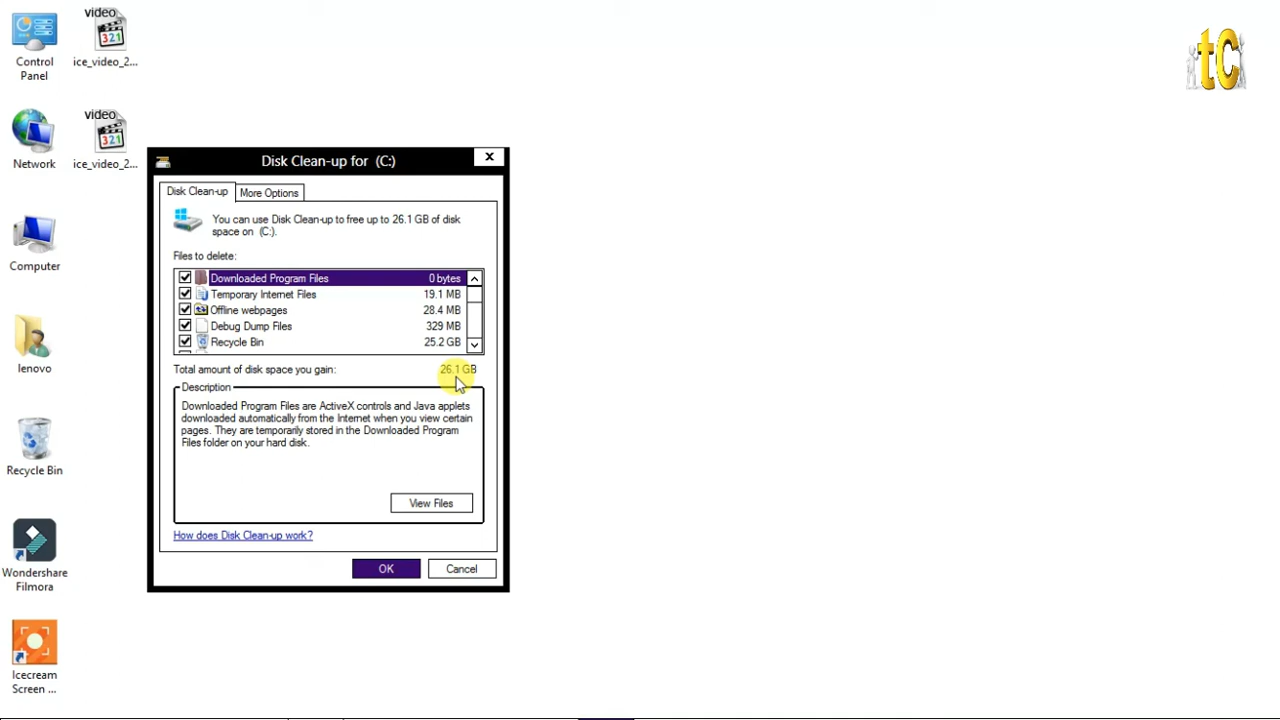 Control
Panel
video
321
ice_video_2...
Network
video
321
ice_video_2...
Computer
lenovo
Recycle Bin
Wondershare
Filmora
Icecream
Screen ...
tC
Disk Clean-up for (C:)
Disk Clean-up
More Options
You can use Disk Clean-up to free up to 26.1 GB of disk
space on (C:).
Files to delete:
Downloaded Program Files 0 bytes
Temporary Internet Files 19.1 MB
Offline webpages 28.4 MB
Debug Dump Files 329 MB
Recycle Bin 25.2 GB
Total amount of disk space you gain: 26.1 GB
Description
Downloaded Program Files are ActiveX controls and Java applets
downloaded automatically from the Internet when you view certain
pages. They are temporarily stored in the Downloaded Program
Files folder on your hard disk.
View Files
How does Disk Clean-up work?
OK
Cancel